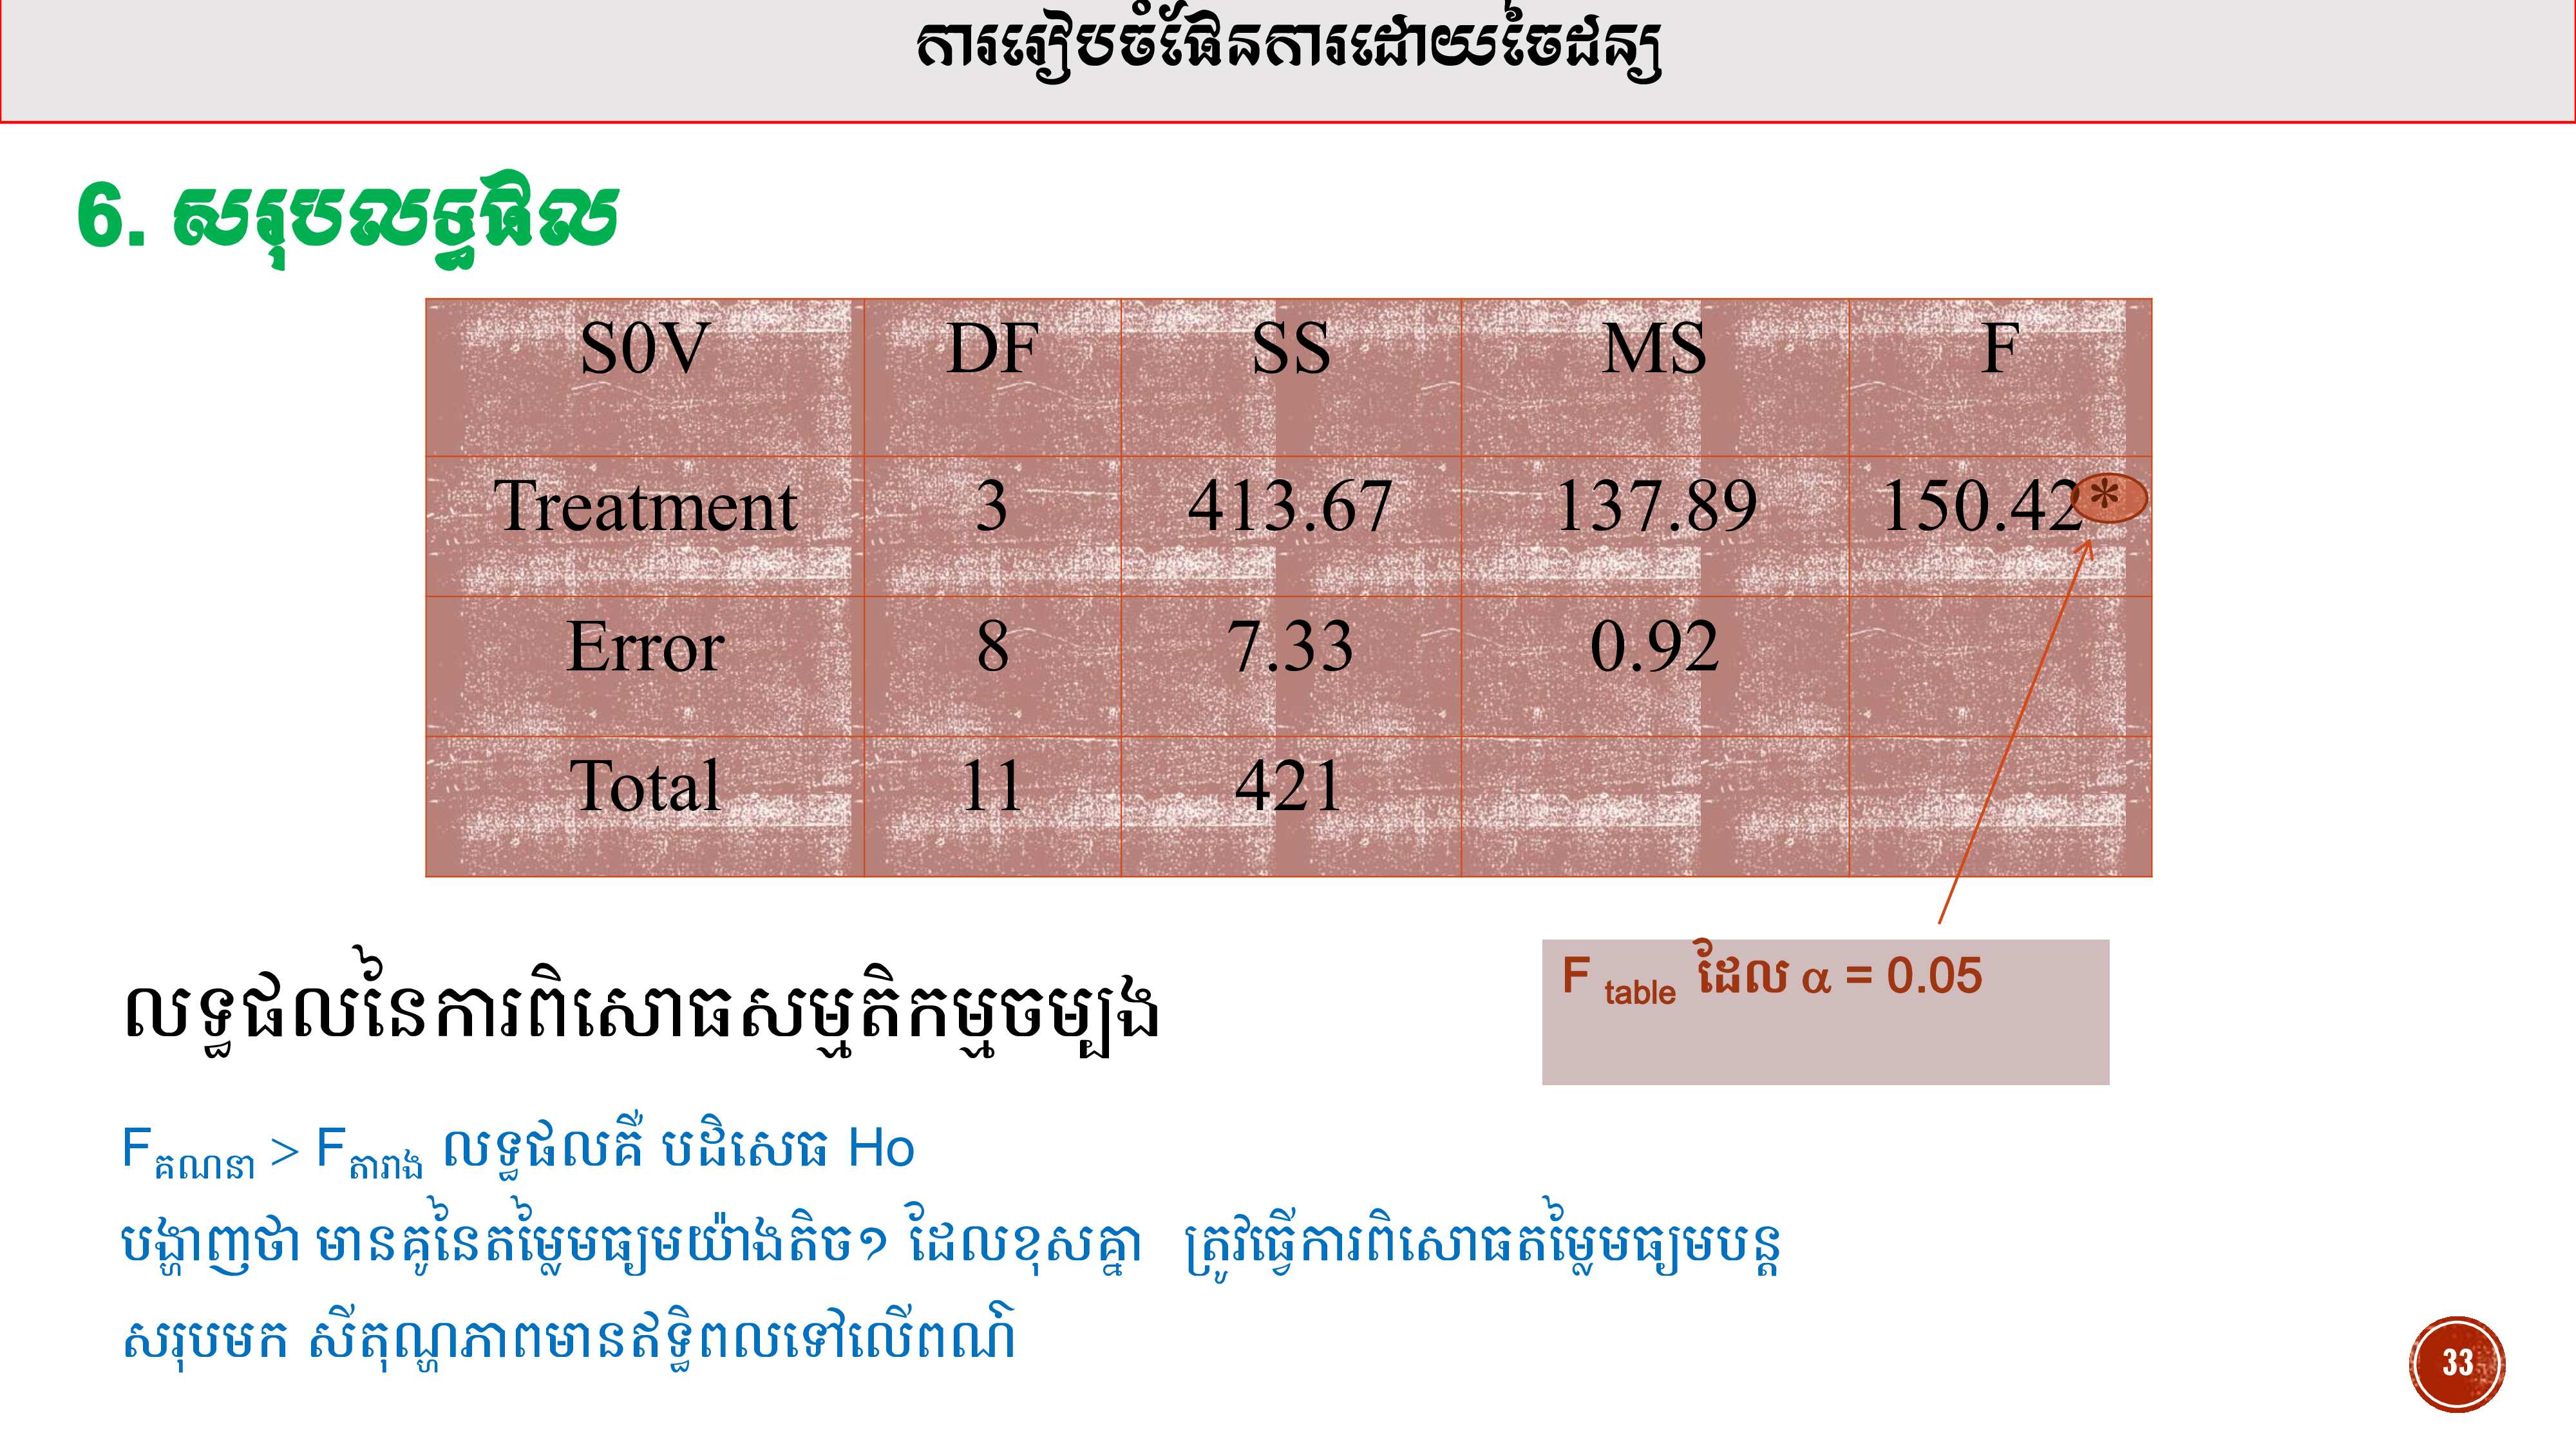 ការរៀបចំផែនការដោយចៃដន្យ
6. សរុបលទ្ធផល
S0V DF SS MS F
Treatment 3 413.67 137.89 150.42*
Error 8 7.33 0.92
Total 11 421
F table ដែល α = 0.05
លទ្ធផលនៃការពិសោធសម្មតិកម្មចម្បង
Fគណនា > Fតារាង លទ្ធផលគឺ បដិសេធ Ho
បង្ហាញថា មានគូនៃតម្លៃមធ្យមយ៉ាងតិច១ ដែលខុសគ្នា ត្រូវធ្វើការពិសោធតម្លៃមធ្យមបន្ត
សរុបមក សីតុណ្ហភាពមានឥទ្ធិពលទៅលើពណ៌
33